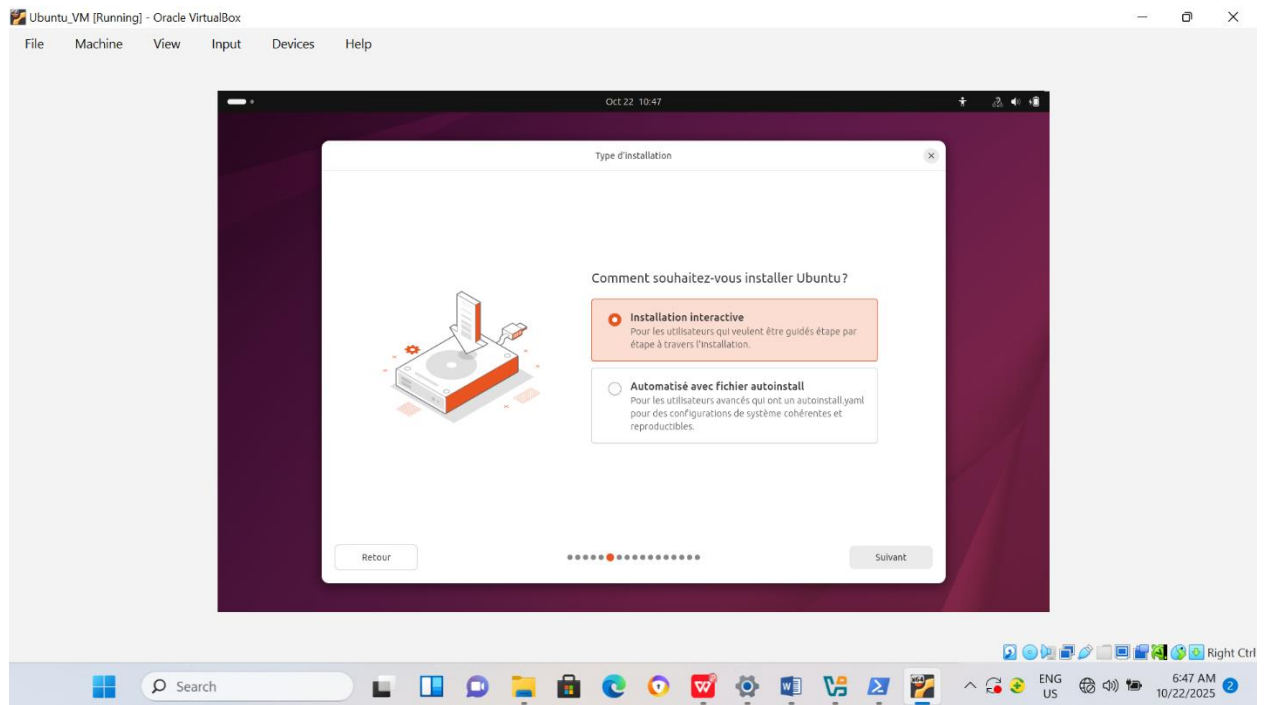 Ubuntu_VM [Running] - Oracle VirtualBox
File Machine View Input Devices Help
Oct 22 10:47
Type d'installation
Comment souhaitez-vous installer Ubuntu ?
Installation interactive
Pour les utilisateurs qui veulent être guidés étape par
étape à travers l'installation.
Automatisé avec fichier autoinstall
Pour les utilisateurs avancés qui ont un autoinstall.yaml
pour des configurations de système cohérentes et
reproductibles.
Retour
Suivant
Right Ctrl
Search
ENG
US
6:47 AM
10/22/2025
2